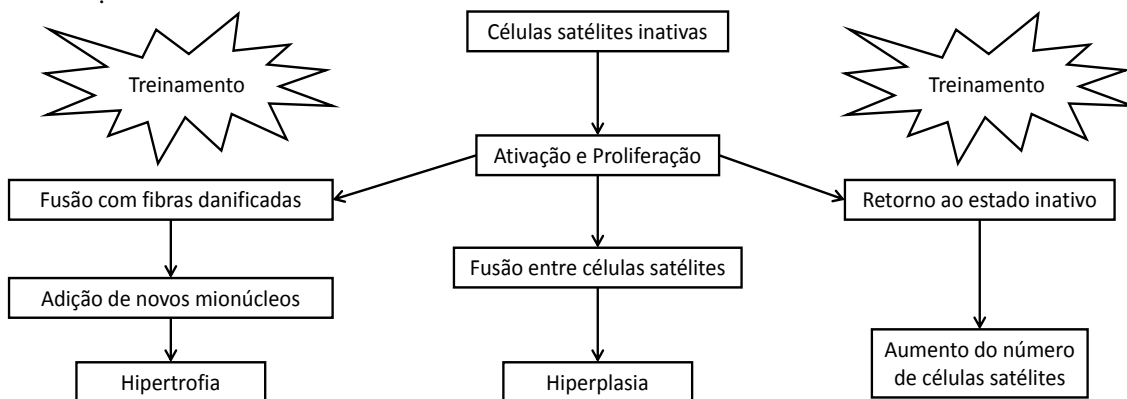 Células satélites inativas
Treinamento
Treinamento
Ativação e Proliferação
Fusão com fibras danificadas
Retorno ao estado inativo
Fusão entre células satélites
Adição de novos mionúcleos
Aumento do número
de células satélites
Hipertrofia
Hiperplasia